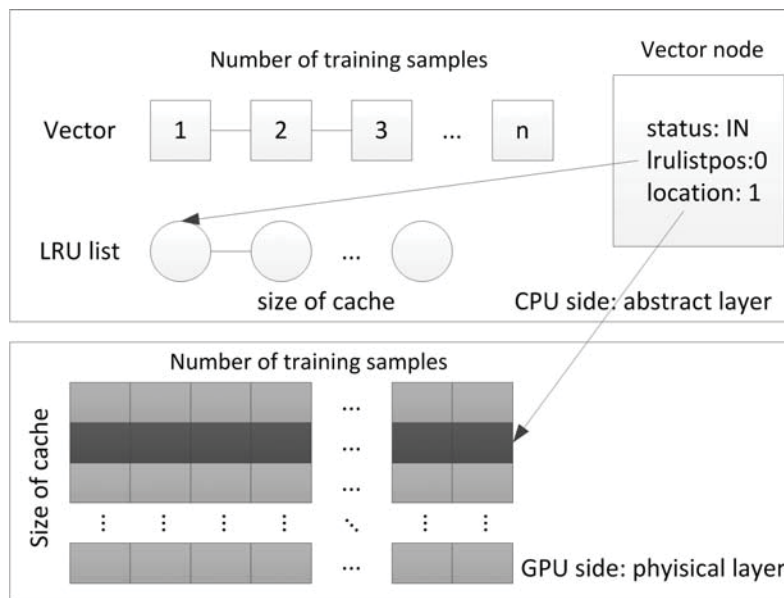 Vector node
Number of training samples
Vector 1 2 3 ... n
status: IN
lrulistpos:0
location: 1
LRU list ...
size of cache
CPU side: abstract layer
Number of training samples
Size of cache
...
...
...
GPU side: phyisical layer
...